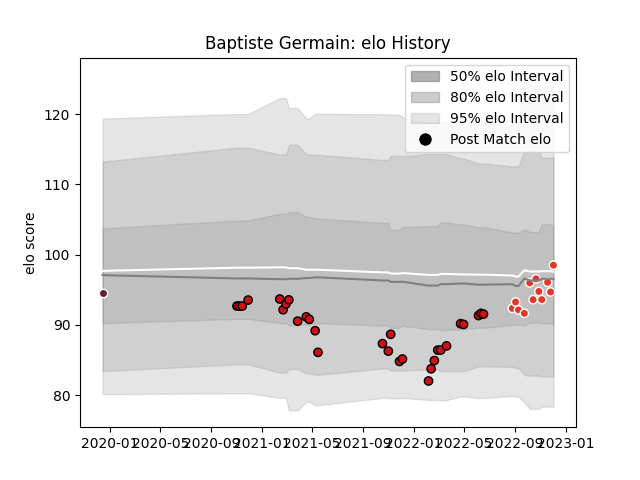 Baptiste Germain: elo History
50% elo Interval
80% elo Interval
95% elo Interval
Post Match elo
elo score
120
110
100
90
80
2020-01 2020-05 2020-09 2021-01 2021-05 2021-09 2022-01 2022-05 2022-09 2023-01